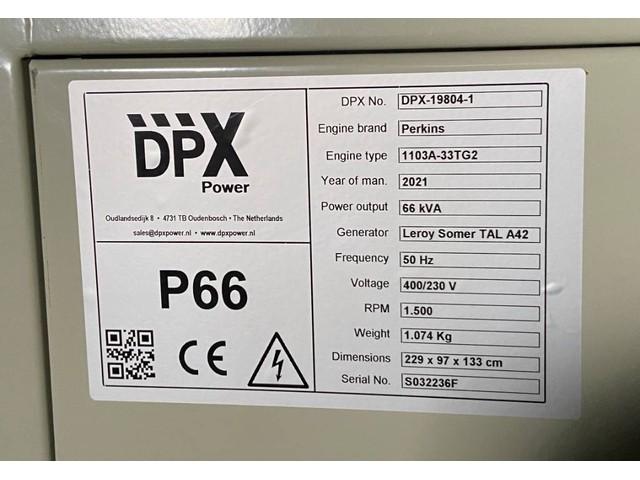 DPX
Power
Oudlandsedijk 8 • 4731 TB Oudenbosch • The Netherlands
sales@dpxpower.nl • www.dpxpower.nl
P66
CE
DPX No. DPX-19804-1
Engine brand Perkins
Engine type 1103A-33TG2
Year of man. 2021
Power output 66 kVA
Generator Leroy Somer TAL A42
Frequency 50 Hz
Voltage 400/230 V
RPM 1.500
Weight 1.074 Kg
Dimensions 229 x 97 x 133 cm
Serial No. S032236F